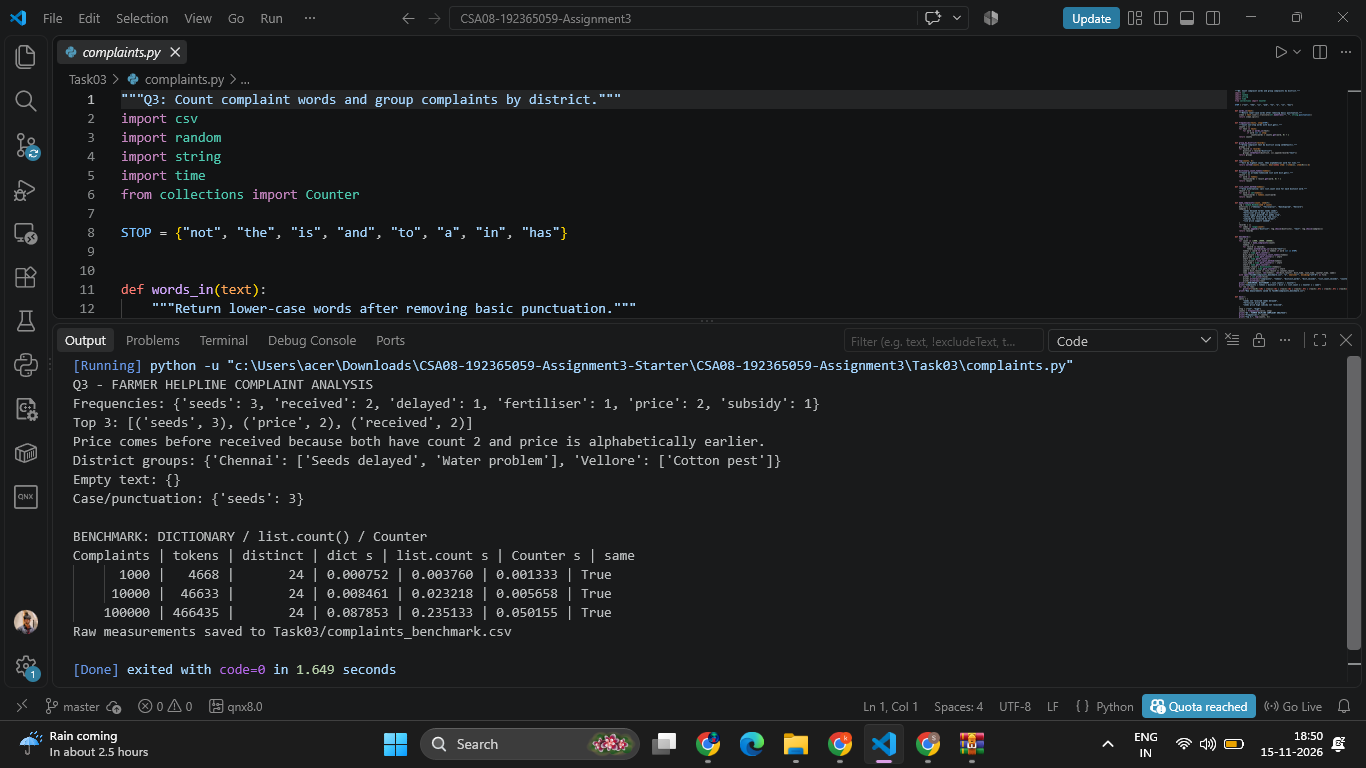 File Edit Selection View Go Run ··· CSA08-192365059-Assignment3 Update
complaints.py
Task03 > complaints.py > ...
1 """Q3: Count complaint words and group complaints by district."""
2 import csv
3 import random
4 import string
5 import time
6 from collections import Counter
7
8 STOP = {"not", "the", "is", "and", "to", "a", "in", "has"}
9
10
11 def words_in(text):
12 """Return lower-case words after removing basic punctuation."""
Output Problems Terminal Debug Console Ports Filter (e.g. text, !excludeText, t... Code
[Running] python -u "c:\Users\acer\Downloads\CSA08-192365059-Assignment3-Starter\CSA08-192365059-Assignment3\Task03\complaints.py"
Q3 - FARMER HELPLINE COMPLAINT ANALYSIS
Frequencies: {'seeds': 3, 'received': 2, 'delayed': 1, 'fertiliser': 1, 'price': 2, 'subsidy': 1}
Top 3: [('seeds', 3), ('price', 2), ('received', 2)]
Price comes before received because both have count 2 and price is alphabetically earlier.
District groups: {'Chennai': ['Seeds delayed', 'Water problem'], 'Vellore': ['Cotton pest']}
Empty text: {}
Case/punctuation: {'seeds': 3}
BENCHMARK: DICTIONARY / list.count() / Counter
Complaints | tokens | distinct | dict s | list.count s | Counter s | same
1000 | 4668 | 24 | 0.000752 | 0.003760 | 0.001333 | True
10000 | 46633 | 24 | 0.008461 | 0.023218 | 0.005658 | True
100000 | 466435 | 24 | 0.087853 | 0.235133 | 0.050155 | True
Raw measurements saved to Task03/complaints_benchmark.csv
[Done] exited with code=0 in 1.649 seconds
QNX
1
master 0 0 qnx8.0 Ln 1, Col 1 Spaces: 4 UTF-8 LF { } Python Quota reached Go Live
Rain coming
In about 2.5 hours
Search
ENG
IN
18:50
15-11-2026